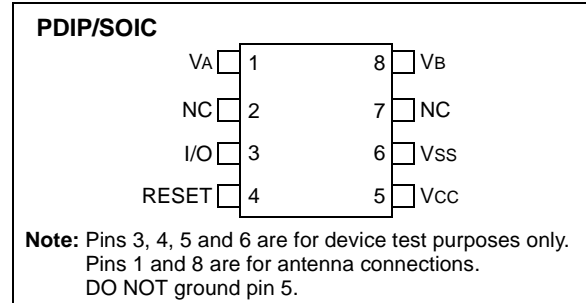 PDIP/SOIC
VA 1 8 VB
NC 2 7 NC
I/O 3 6 VSS
RESET 4 5 VCC
Note: Pins 3, 4, 5 and 6 are for device test purposes only.
Pins 1 and 8 are for antenna connections.
DO NOT ground pin 5.